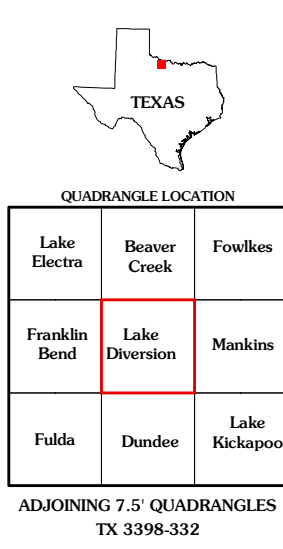 TEXAS
QUADRANGLE LOCATION
Lake
Electra
Beaver
Creek
Fowlkes
Franklin
Bend
Lake
Diversion
Mankins
Fulda
Dundee
Lake
Kickapoo
ADJOINING 7.5' QUADRANGLES
TX 3398-332